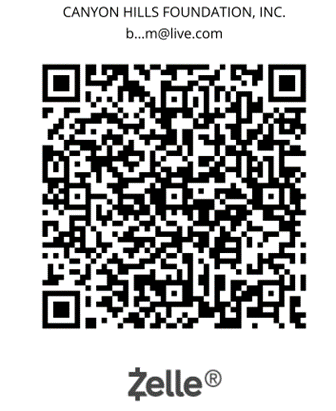 CANYON HILLS FOUNDATION, INC.
b...m@live.com
Zelle®